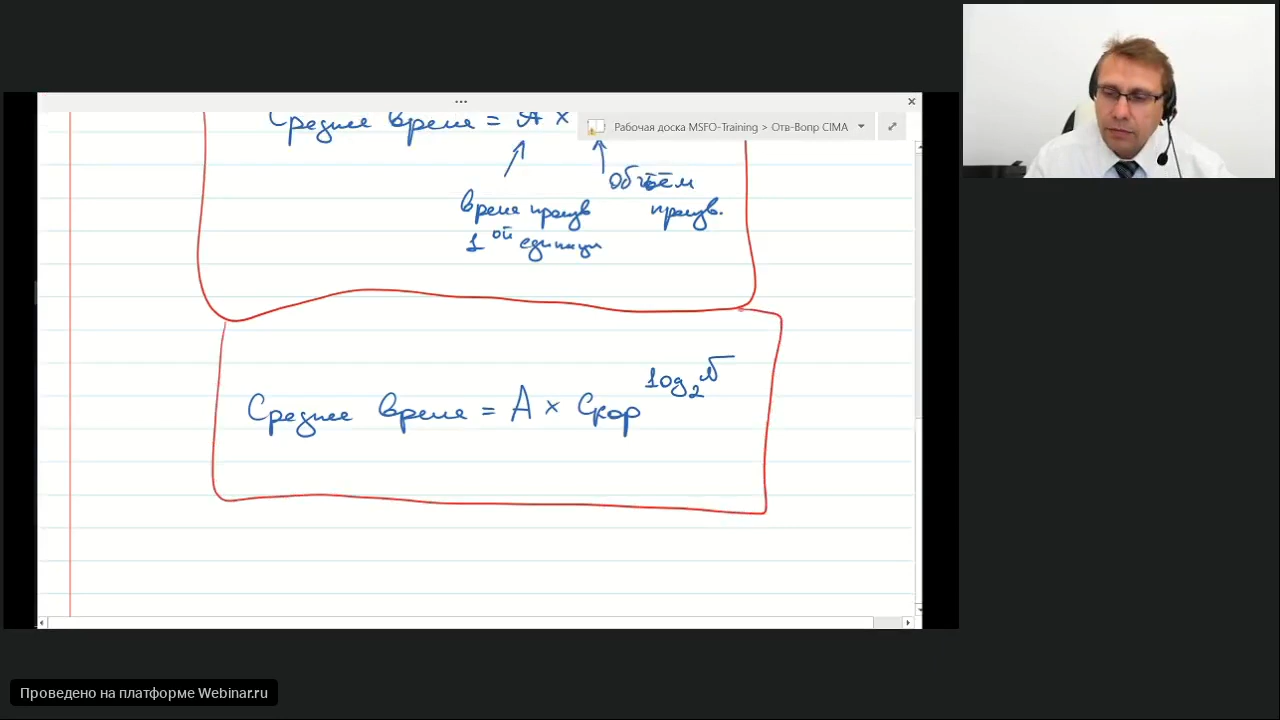 Среднее время = A ×
Рабочая доска MSFO-Training > Отв-Вопр CIMA
Объём
время произв произв.
1 ой единицы
Среднее время = A × Скор log2 N
Проведено на платформе Webinar.ru